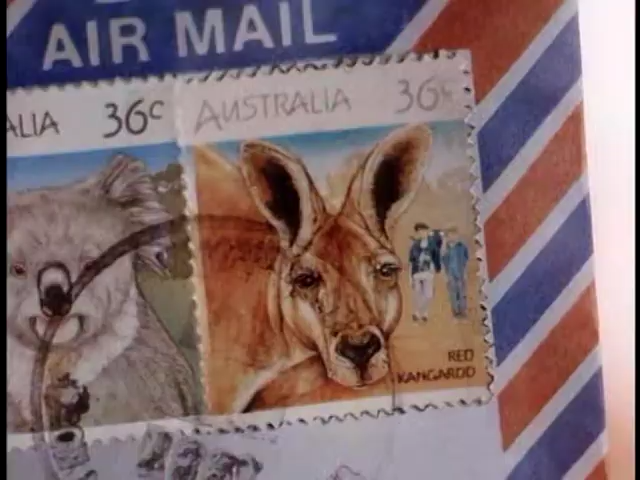 AIR MAIL
ALIA 36c
AUSTRALIA 36c
RED
KANGAROO